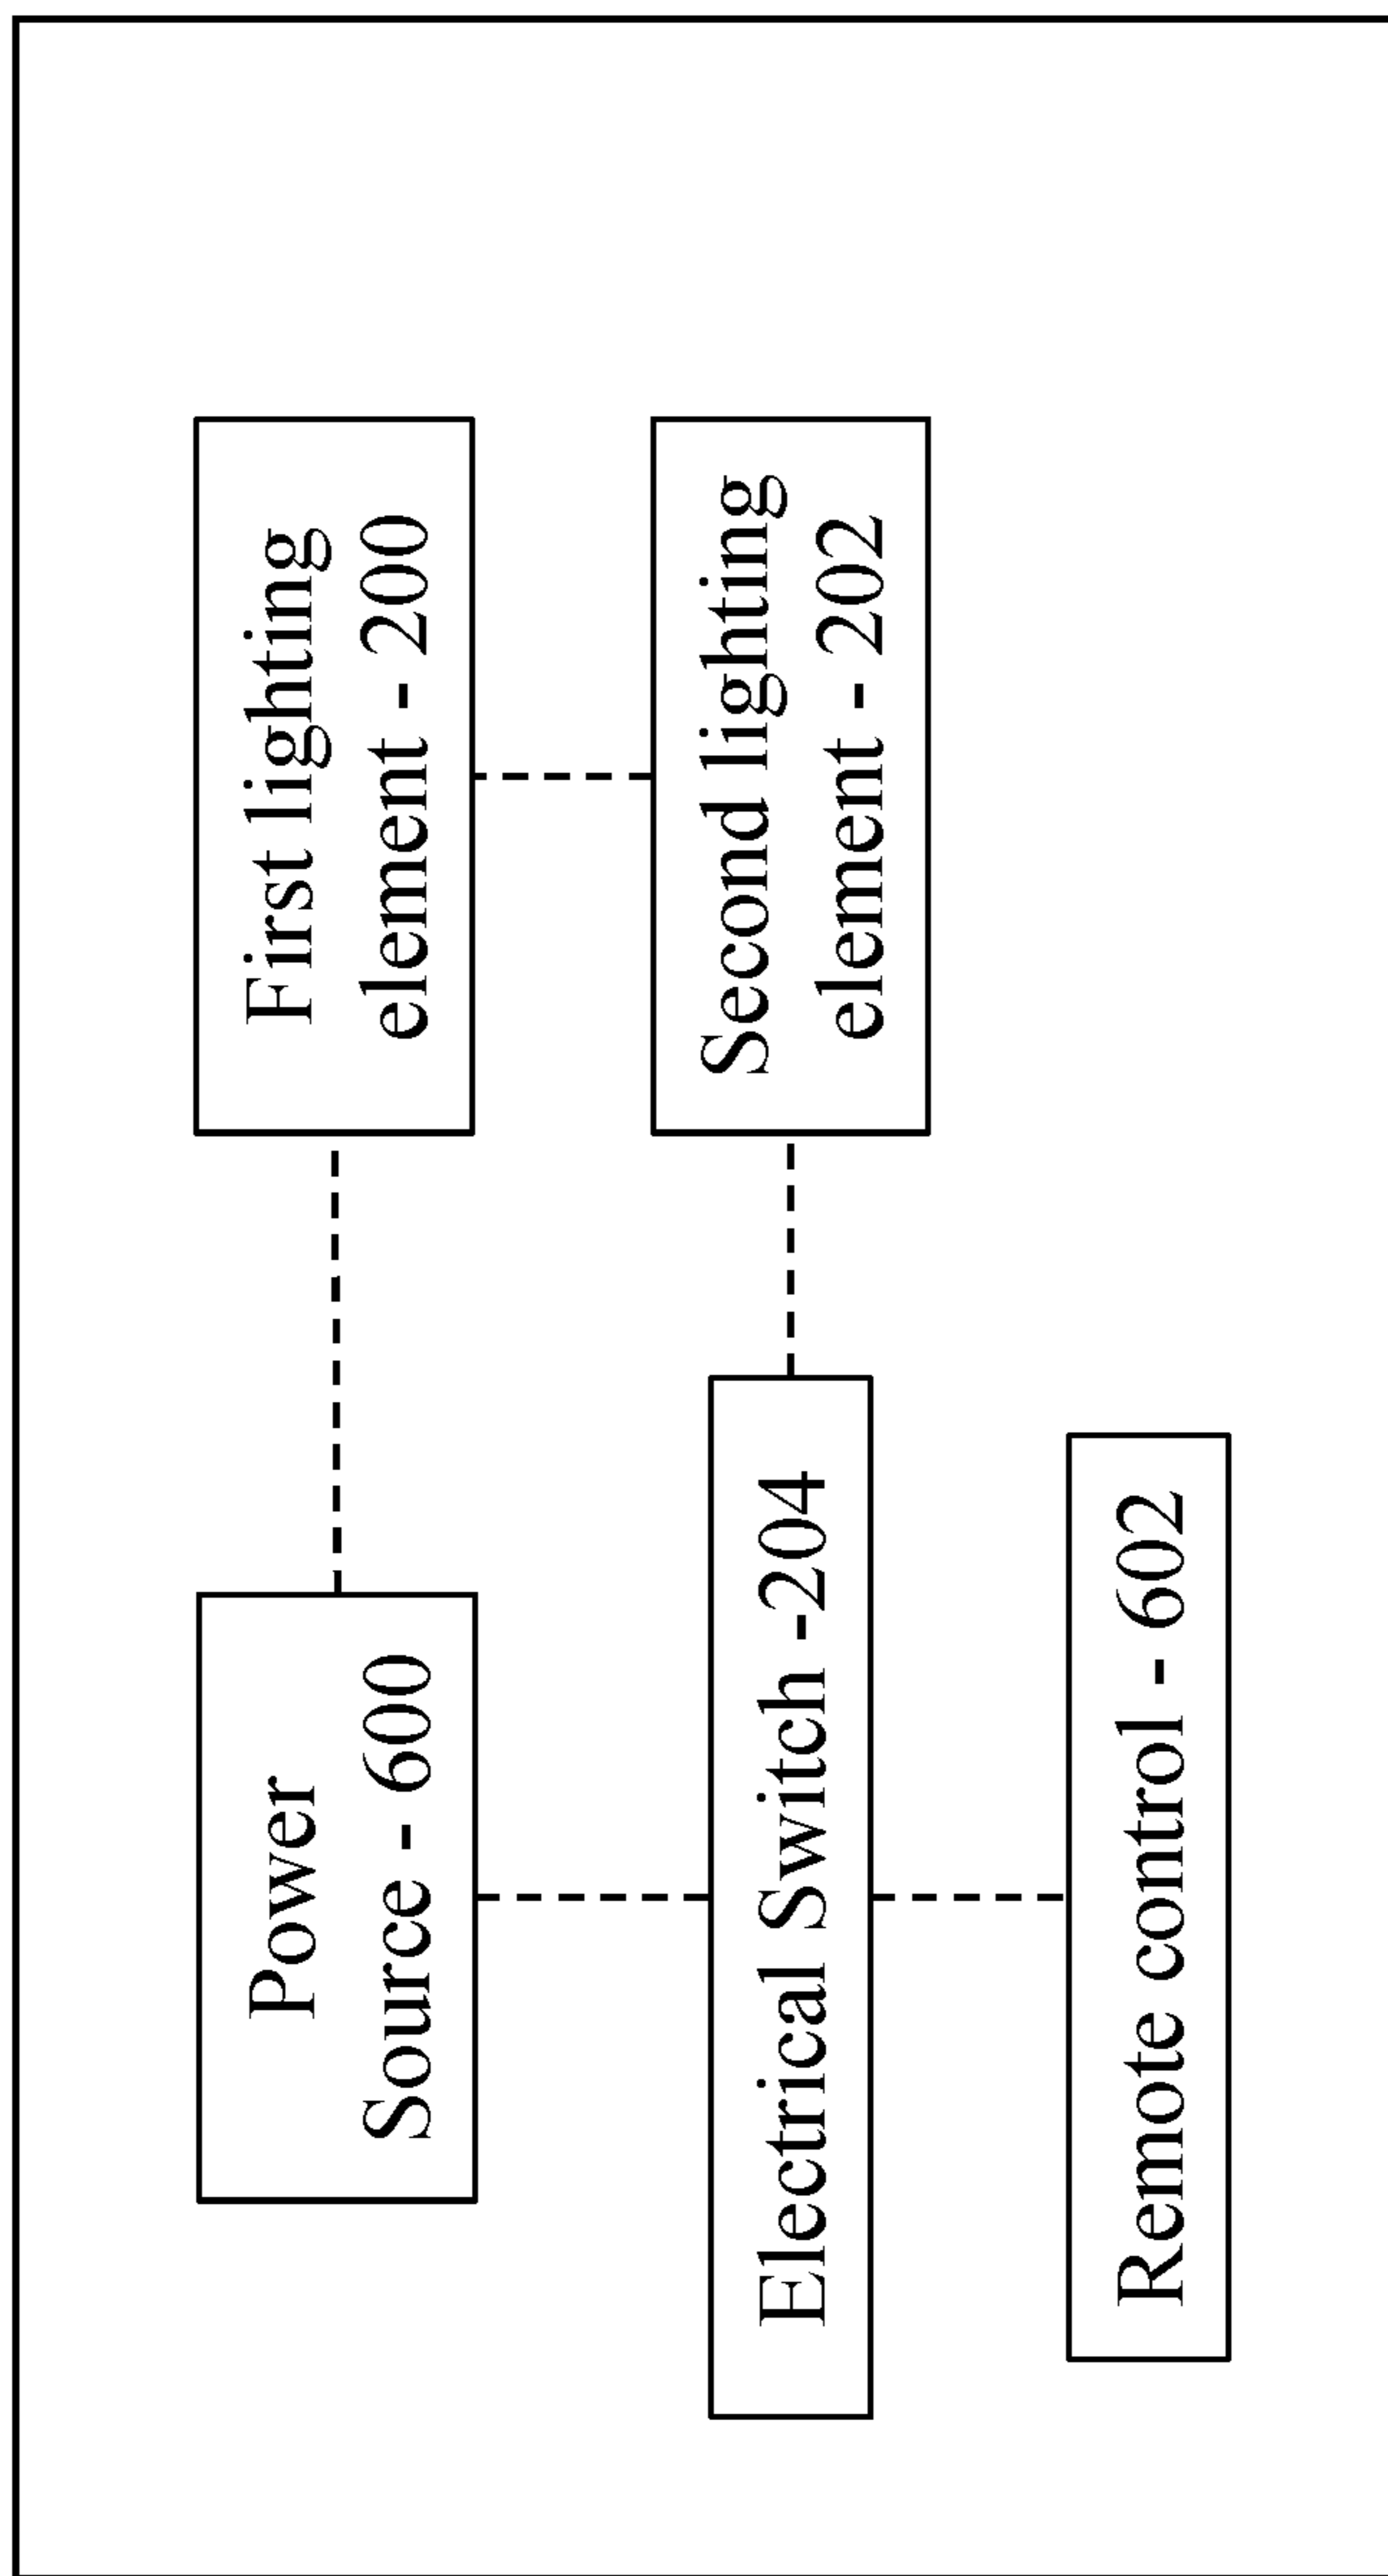 Power
Source - 600
First lighting
element - 200
Electrical Switch -204
Second lighting
element - 202
Remote control - 602